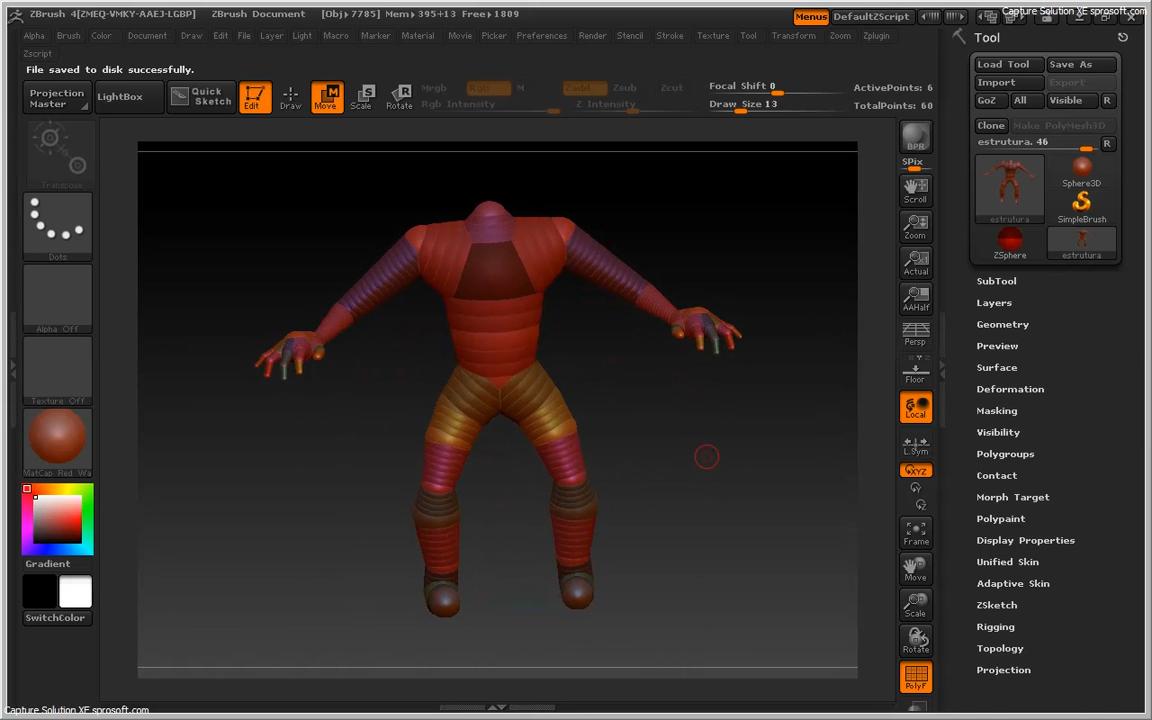 ZBrush 4[ZMEQ-VMKY-AAEJ-LGBP] ZBrush Document [Obj▸7785] Mem▸395+13 Free▸1809 Menus DefaultZScript
Capture Solution XE sprosoft.com
Alpha Brush Color Document Draw Edit File Layer Light Macro Marker Material Movie Picker Preferences Render Stencil Stroke Texture Tool Transform Zoom Zplugin
Zscript
File saved to disk successfully.
Projection Master
LightBox
Quick Sketch
Edit
Draw
Move
Scale
Rotate
Mrgb Rgb M
Rgb Intensity
Zadd Zsub Zcut
Z Intensity
Focal Shift 0
Draw Size 13
ActivePoints: 6
TotalPoints: 60
Transpose
Dots
Alpha Off
Texture Off
MatCap Red Wa
Gradient
SwitchColor
BPR
SPix
Scroll
Zoom
Actual
AAHalf
Persp
Floor
Local
L.Sym
XYZ
Y
Z
Frame
Move
Scale
Rotate
PolyF
Tool
Load Tool Save As
Import Export
GoZ All Visible R
Clone Make PolyMesh3D
estrutura. 46 R
estrutura
Sphere3D
SimpleBrush
ZSphere
estrutura
SubTool
Layers
Geometry
Preview
Surface
Deformation
Masking
Visibility
Polygroups
Contact
Morph Target
Polypaint
Display Properties
Unified Skin
Adaptive Skin
ZSketch
Rigging
Topology
Projection
Capture Solution XE sprosoft.com